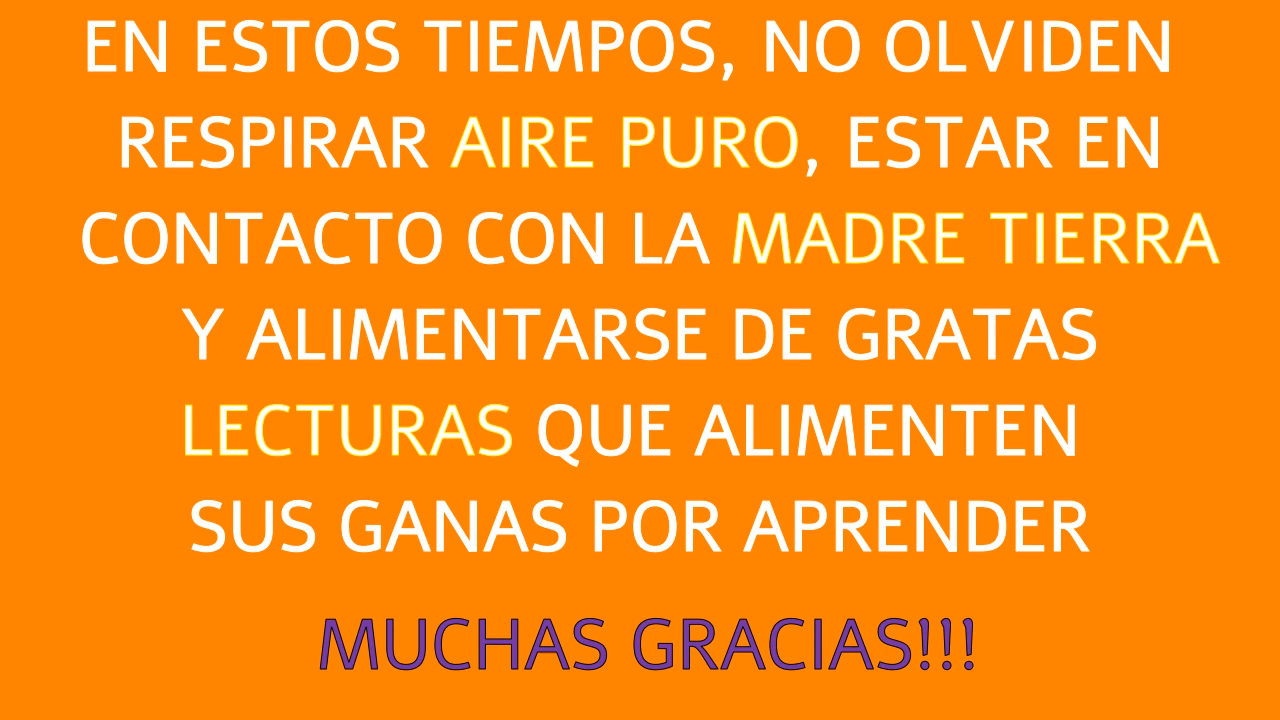 EN ESTOS TIEMPOS, NO OLVIDEN
RESPIRAR AIRE PURO, ESTAR EN
CONTACTO CON LA MADRE TIERRA
Y ALIMENTARSE DE GRATAS
LECTURAS QUE ALIMENTEN
SUS GANAS POR APRENDER
MUCHAS GRACIAS!!!